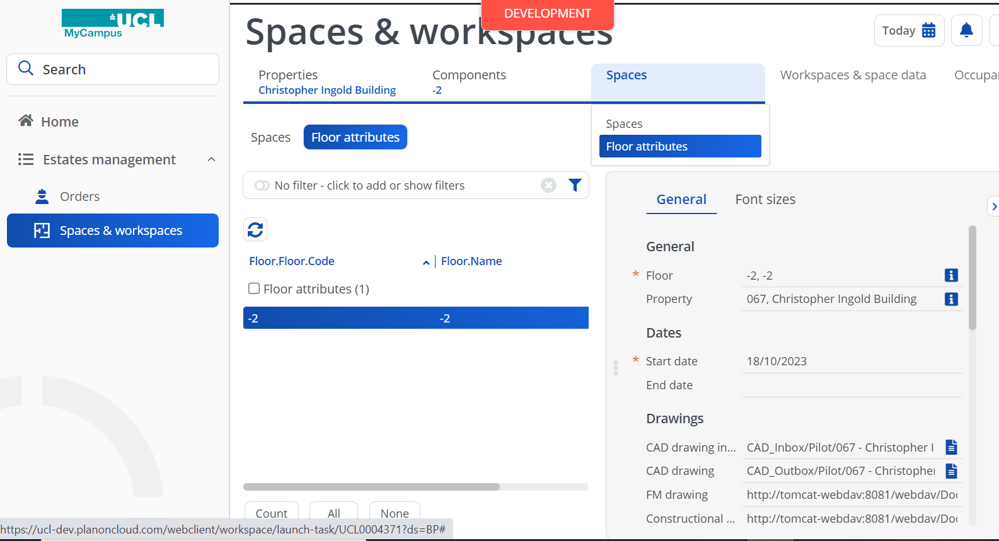 UCL
MyCampus
Search
Home
Estates management
Orders
Spaces & workspaces
DEVELOPMENT
Spaces & workspaces
Today
Properties
Christopher Ingold Building
Components
-2
Spaces
Workspaces & space data
Occupa
Spaces
Floor attributes
Spaces
Floor attributes
No filter - click to add or show filters
Floor.Floor.Code
Floor.Name
Floor attributes (1)
-2
-2
Count
All
None
General
Font sizes
General
* Floor
-2, -2
Property
067, Christopher Ingold Building
Dates
* Start date
18/10/2023
End date
Drawings
CAD drawing in...
CAD_Inbox/Pilot/067 - Christopher I
CAD drawing
CAD_Outbox/Pilot/067 - Christopher
FM drawing
http://tomcat-webdav:8081/webdav/Doc
Constructional ...
http://tomcat-webdav:8081/webdav/Doc
https://ucl-dev.planoncloud.com/webclient/workspace/launch-task/UCL0004371?ds=BP#